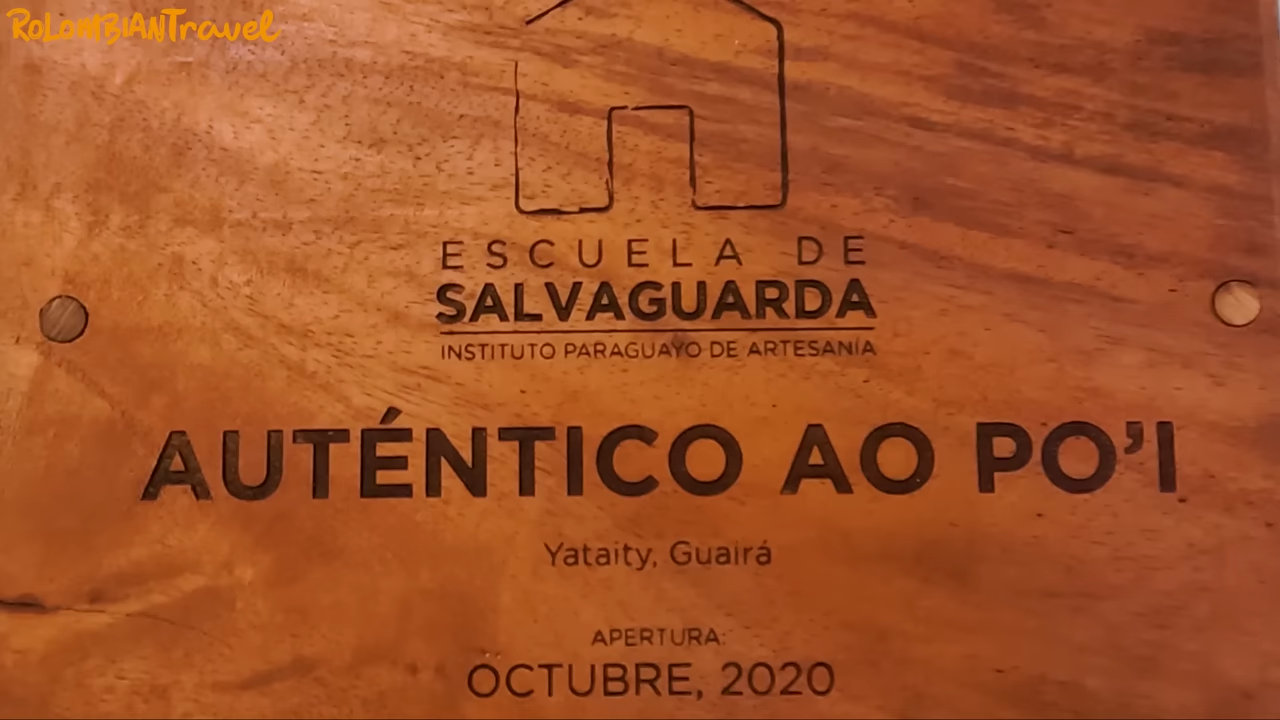 RoLOMBIANTravel
ESCUELA DE
SALVAGUARDA
INSTITUTO PARAGUAYO DE ARTESANÍA
AUTÉNTICO AO PO'I
Yataity, Guairá
APERTURA:
OCTUBRE, 2020